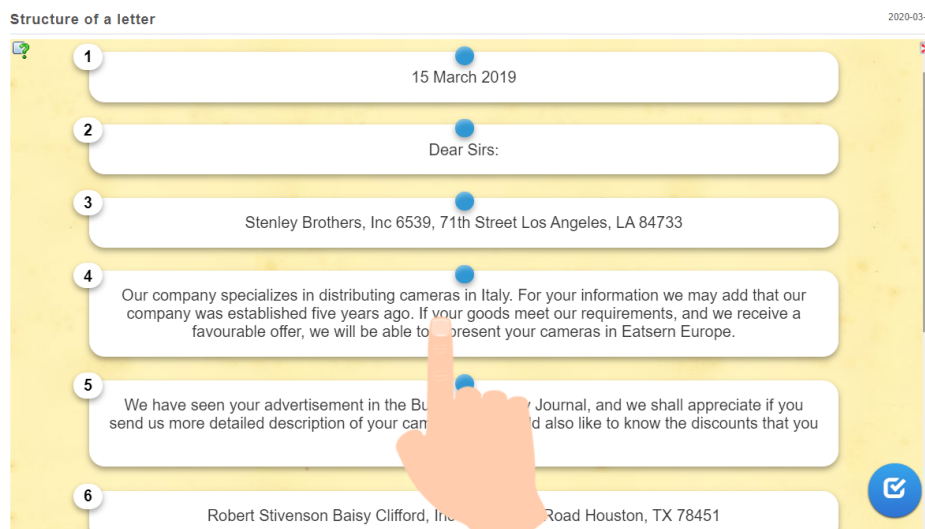 Structure of a letter
2020-03-
1
15 March 2019
2
Dear Sirs:
3
Stenley Brothers, Inc 6539, 71th Street Los Angeles, LA 84733
4
Our company specializes in distributing cameras in Italy. For your information we may add that our
company was established five years ago. If your goods meet our requirements, and we receive a
favourable offer, we will be able to present your cameras in Eatsern Europe.
5
We have seen your advertisement in the Journal, and we shall appreciate if you
send us more detailed description of your also like to know the discounts that you
6
Robert Stivenson Baisy Clifford, Road Houston, TX 78451